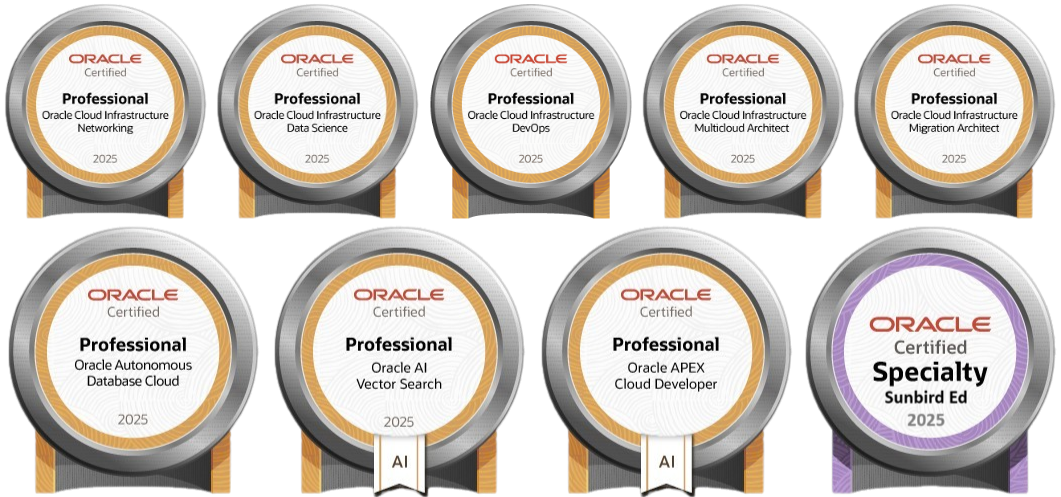 ORACLE
Certified
Professional
Oracle Cloud Infrastructure
Networking
2025
ORACLE
Certified
Professional
Oracle Cloud Infrastructure
Data Science
2025
ORACLE
Certified
Professional
Oracle Cloud Infrastructure
DevOps
2025
ORACLE
Certified
Professional
Oracle Cloud Infrastructure
Multicloud Architect
2025
ORACLE
Certified
Professional
Oracle Cloud Infrastructure
Migration Architect
2025
ORACLE
Certified
Professional
Oracle Autonomous
Database Cloud
2025
ORACLE
Certified
Professional
Oracle AI
Vector Search
2025
AI
ORACLE
Certified
Professional
Oracle APEX
Cloud Developer
AI
ORACLE
Certified
Specialty
Sunbird Ed
2025